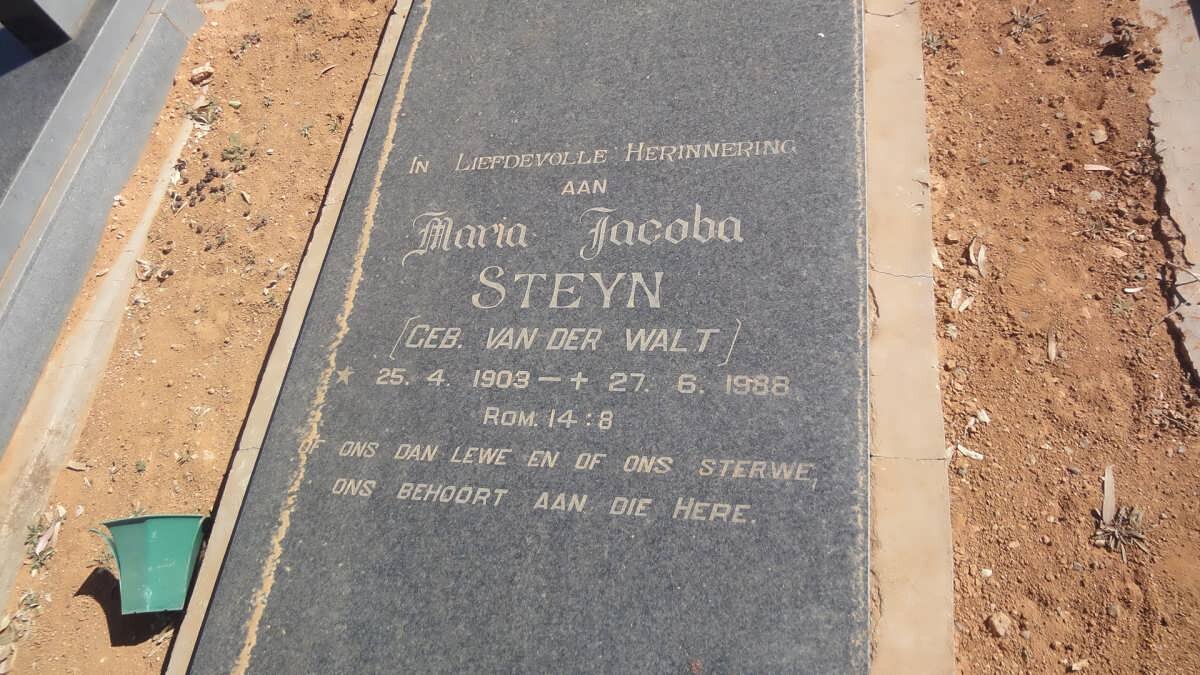 In Liefdevolle Herinnering
aan
Maria Jacoba
Steyn
[GEB. VAN DER WALT]
★ 25. 4. 1903 — + 27. 6. 1988
Rom. 14:8
Of ons dan lewe en of ons sterwe,
ons behoort aan die Here.